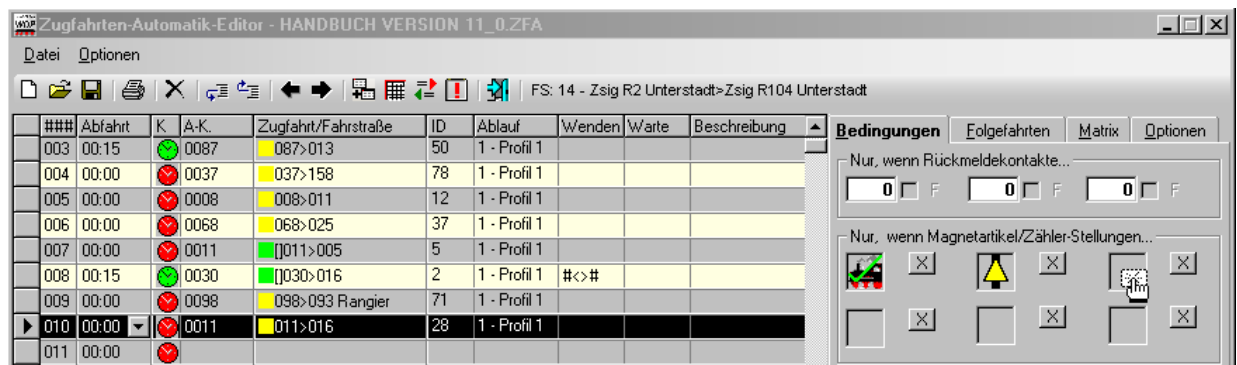 Zugfahrten-Automatik-Editor - HANDBUCH VERSION 11_0.ZFA
Datei Optionen
FS: 14 - Zsig R2 Unterstadt>Zsig R104 Unterstadt
### Abfahrt K A-K. Zugfahrt/Fahrstraße ID Ablauf Wenden Warte Beschreibung
003 00:15 0087 087>013 50 1 - Profil 1
004 00:00 0037 037>158 78 1 - Profil 1
005 00:00 0008 008>011 12 1 - Profil 1
006 00:00 0068 068>025 37 1 - Profil 1
007 00:00 0011 []011>005 5 1 - Profil 1
008 00:15 0030 []030>016 2 1 - Profil 1 #<>#
009 00:00 0098 098>093 Rangier 71 1 - Profil 1
010 00:00 0011 011>016 28 1 - Profil 1
011 00:00
Bedingungen Folgefahrten Matrix Optionen
Nur, wenn Rückmeldekontakte...
0 F 0 F 0 F
Nur, wenn Magnetartikel/Zähler-Stellungen...
X X X
X X X